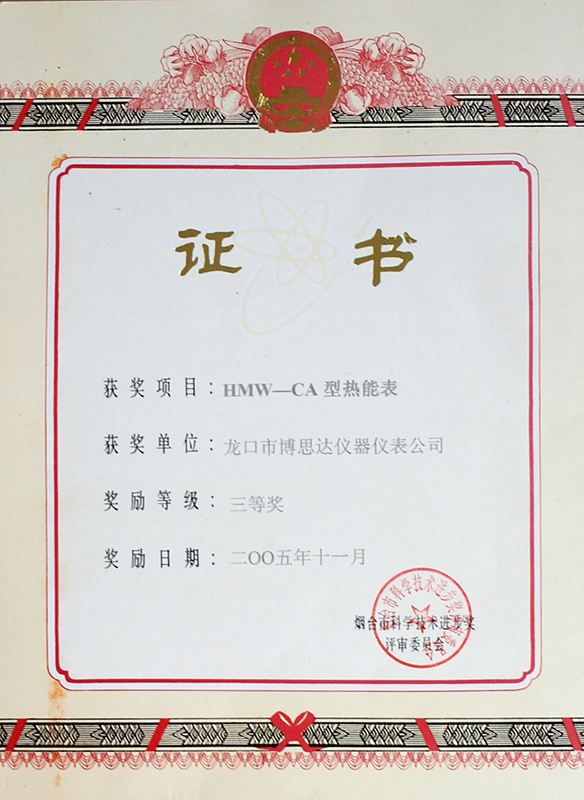 证书
获奖项目：HMW—CA 型热能表
获奖单位：龙口市博思达仪器仪表公司
奖励等级：三等奖
奖励日期：二OO五年十一月
烟台市科学技术进步奖
评审委员会